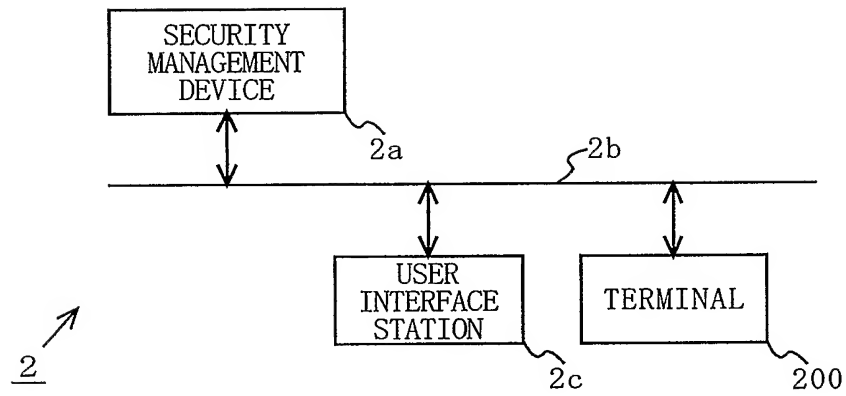 SECURITY
MANAGEMENT
DEVICE
2a
2b
USER
INTERFACE
STATION
TERMINAL
2
2c
200